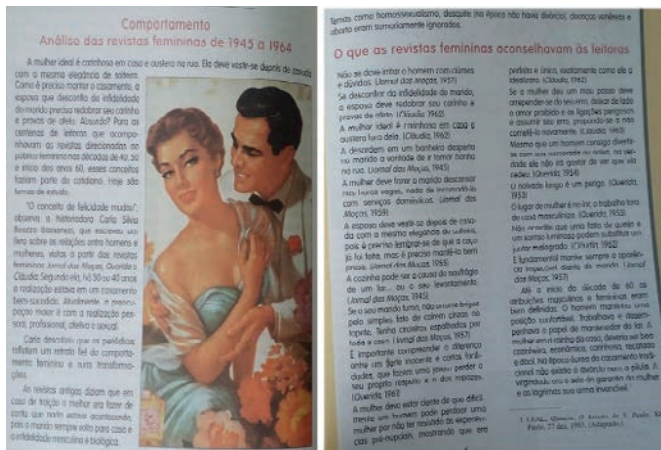 Comportamento
Análise das revistas femininas de 1945 a 1964
A mulher ideal é carinhosa em casa e austera na rua. Ela deve vestir-se depois de casada
com a mesma elegância de solteira.
Como é preciso manter o casamento, a
esposa que desconfia da infidelidade
do marido precisa redobrar seu carinho
e provas de afeto. Absurdo? Para as
centenas de leitoras que acompa-
nhavam as revistas direcionadas ao
público feminino nas décadas de 40, 50
e início dos anos 60, esses conceitos
faziam parte do cotidiano. Hoje são
temas de estudo.
"O conceito de felicidade mudou",
observa a historiadora Carla Silvia
que escreveu um
livro sobre as relações entre homens e
mulheres, vistas a partir das revistas
femininas Jornal das Moças, Querida e
Cláudia. Segundo ela, há 30 ou 40 anos
a realização estava em um casamento
bem-sucedido. Atualmente, a preocu-
pação maior é com a realização pes-
soal, profissional, afetiva e sexual.
Carla descobriu que os periódicos
refletiam um retrato fiel do comporta-
mento feminino e suas transforma-
ções.
As revistas antigas diziam que em
caso de traição o melhor era fazer de
conta que nada estava acontecendo,
pois o marido sempre volta para casa e
a infidelidade masculina é biológica.
temas como homossexualismo, desquite (na época não havia divórcio), doenças venéreas e
aborto eram sumariamente ignorados.
O que as revistas femininas aconselhavam às leitoras
Não se deve irritar o homem com ciúmes
e dúvidas. (Jornal das Moças, 1957)
Se desconfiar da infidelidade do marido,
a esposa deve redobrar seu carinho e
provas de afeto. (Cláudia, 1962)
A mulher ideal é carinhosa em casa e
austera fora dela. (Cláudia, 1962)
A desordem em um banheiro desperta
no marido a vontade de ir tomar banho
na rua. (Jornal das Moças, 1945)
A mulher deve fazer o marido descansar
nas horas vagas, nada de incomodá-lo
com serviços domésticos. (Jornal das
Moças, 1959)
A esposa deve vestir-se depois de casa-
da com a mesma elegância de solteira,
pois é preciso lembrar-se de que a caça
já foi feita, mas é preciso mantê-la bem
presa. (Jornal das Moças, 1955)
A cozinha pode ser a causa do naufrágio
de um lar... ou o seu levantamento.
(Jornal das Moças, 1945)
Se o seu marido fuma, não arrume brigas
pelo simples fato de caírem cinzas no
tapete. Tenha cinzeiros espalhados por
toda a casa. (Jornal das Moças, 1957)
É importante compreender a diferença
entre um flerte inocente e certas facili-
dades, que fazem uma jovem perder o
seu próprio respeito e o dos rapazes.
(Querida, 1961)
A mulher deve estar ciente de que dificil-
mente um homem pode perdoar uma
mulher por não ter resistido às experiên-
cias pré-nupciais, mostrando que era
perfeita e única, exatamente como ele a
idealizara. (Cláudia, 1962)
Se a mulher deu um mau passo deve
arrepender-se do seu erro, deixar de lado
o amor proibido e as ligações perigosas
e assumir seu erro, propondo-se a não
cometê-lo novamente. (Cláudia, 1962)
Mesmo que um homem consiga divertir-
se com sua namorada ou noiva, na ver-
dade ele não vai gostar de ver que ela
cedeu. (Querida, 1954)
O noivado longo é um perigo. (Querida,
1953)
O lugar de mulher é no lar, o trabalho fora
de casa masculiniza. (Querida, 1955)
Não acredite que uma fatia de queijo e
um sorriso luminoso podem substituir um
jantar malogrado.
É fundamental manter sempre a aparên-
cia impecável diante do marido. (Jornal das
Moças, 1957)
Até o início da década de 60 as
atribuições masculinas e femininas eram
bem definidas. O homem mantinha uma
posição confortável. Trabalhava e desem-
penhava o papel de mantenedor do lar. A
mulher era a rainha da casa, deveria ser boa
cozinheira, econômica, carinhosa, recatada
e dócil. Na época áurea do casamento tradi-
cional não existia o divórcio nem a pílula. A
virgindade era o selo de garantia da mulher
e as lágrimas sua arma invencível.